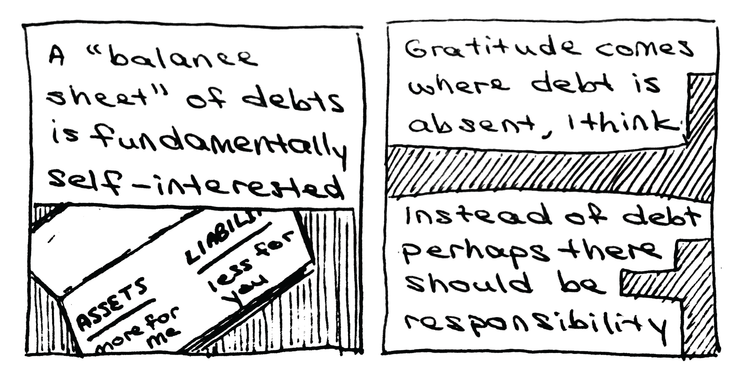 A "balance
sheet" of debts
is fundamentally
self-interested
ASSETS
more for
me
LIABILI
less for
you
Gratitude comes
where debt is
absent, I think.
Instead of debt
perhaps there
should be
responsibility